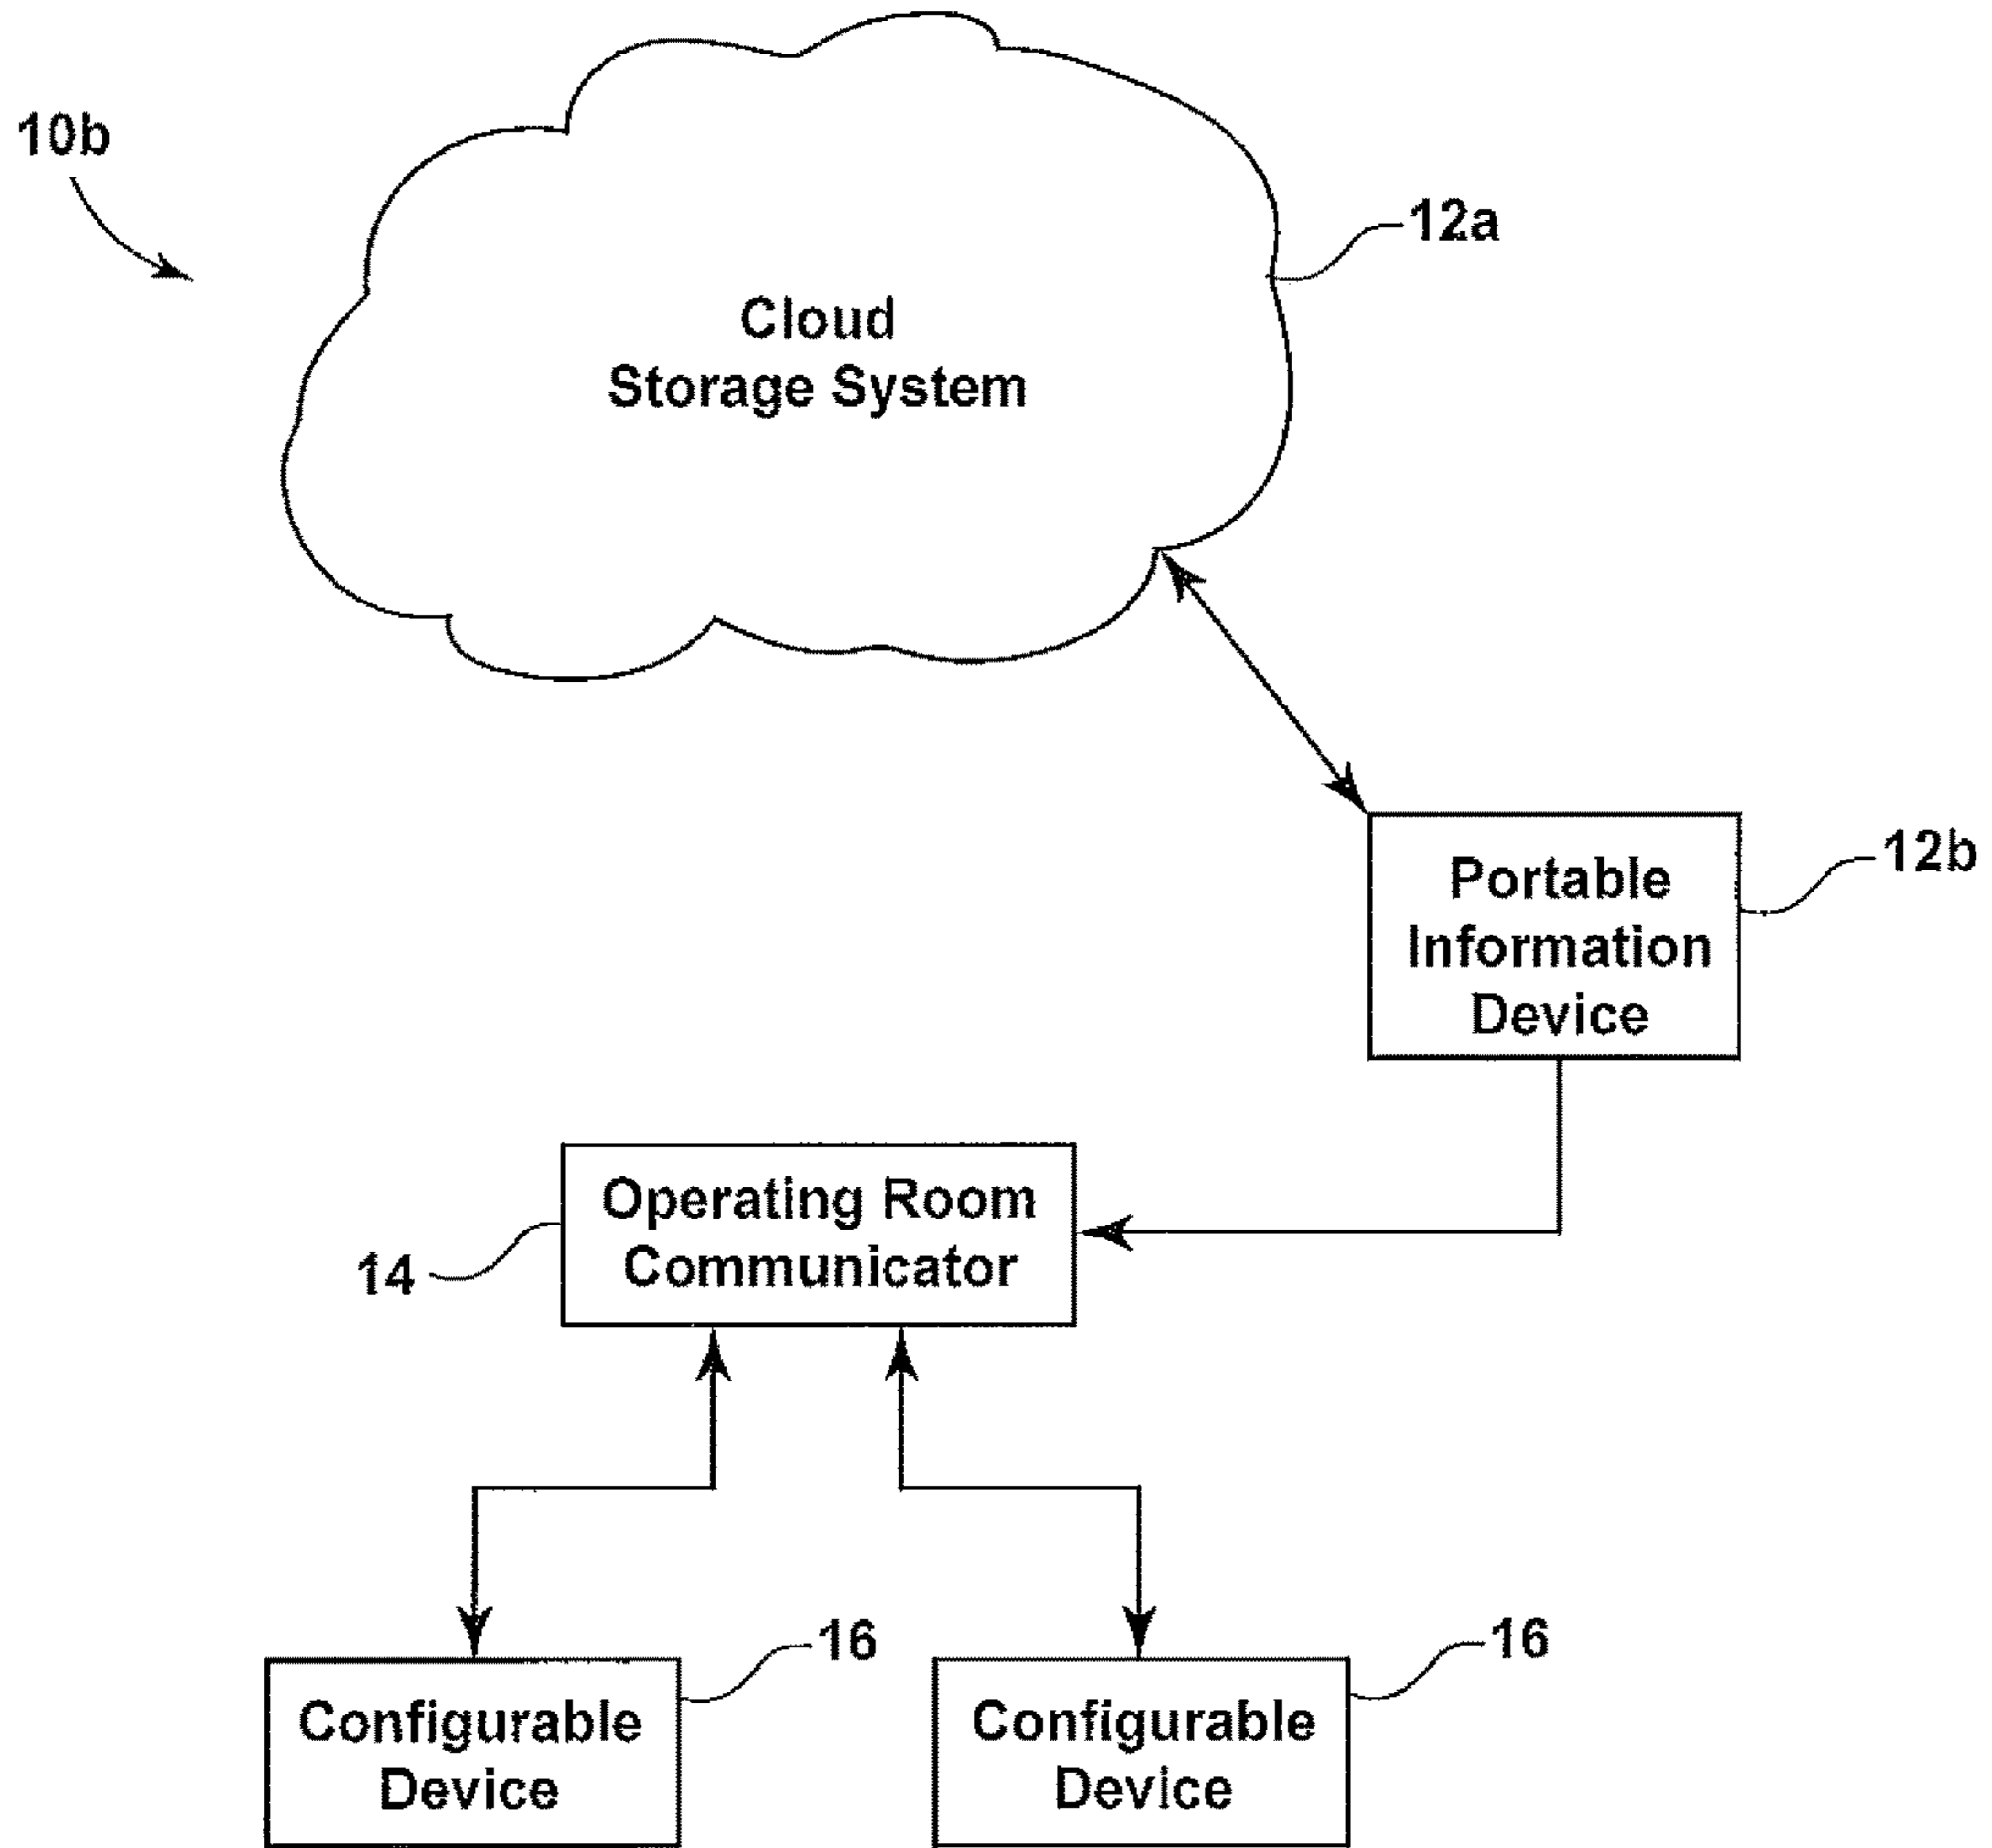 10b
12a
Cloud
Storage System
12b
Portable
Information
Device
Operating Room
Communicator
14
16
16
Configurable
Device
Configurable
Device